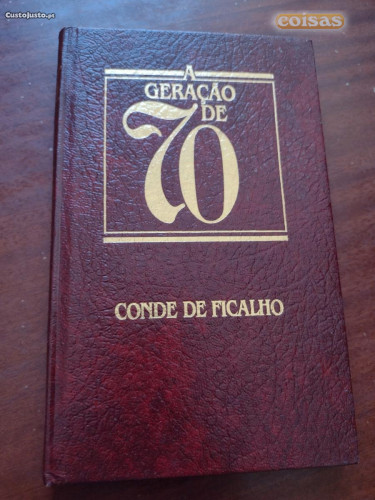 CustoJusto.pt
coisas
A
GERAÇÃO
DE
70
CONDE DE FICALHO